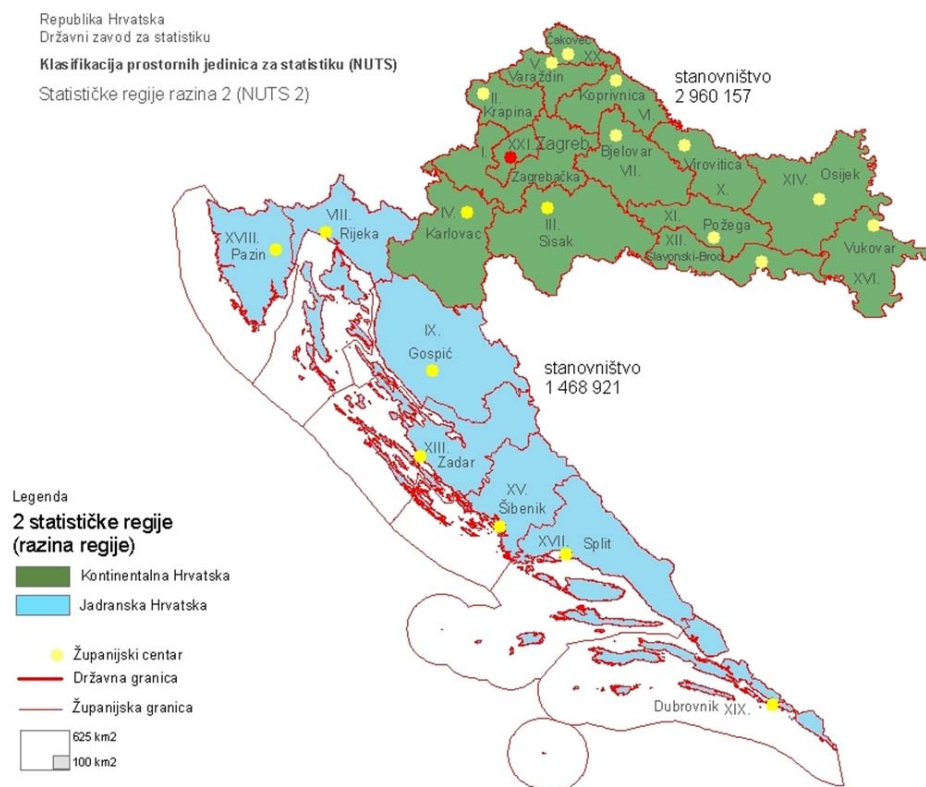 Republika Hrvatska
Državni zavod za statistiku
Klasifikacija prostornih jedinica za statistiku (NUTS)
Statističke regije razina 2 (NUTS 2)
stanovništvo
2 960 157
Čakovec
XX.
V.
Varaždin
II.
Krapina
Koprivnica
VI.
I.
XXI. Zagreb
Zagrebačka
Bjelovar
VII.
Virovitica
X.
XIV. Osijek
IV.
Karlovac
III.
Sisak
XI.
Požega
XII.
Slavonski-Brod
Vukovar
XVI.
VIII.
Rijeka
XVIII.
Pazin
IX.
Gospić
stanovništvo
1 468 921
XIII.
Zadar
XV.
Šibenik
XVII. Split
Dubrovnik XIX.
Legenda
2 statističke regije
(razina regije)
Kontinentalna Hrvatska
Jadranska Hrvatska
Županijski centar
Državna granica
Županijska granica
625 km2
100 km2